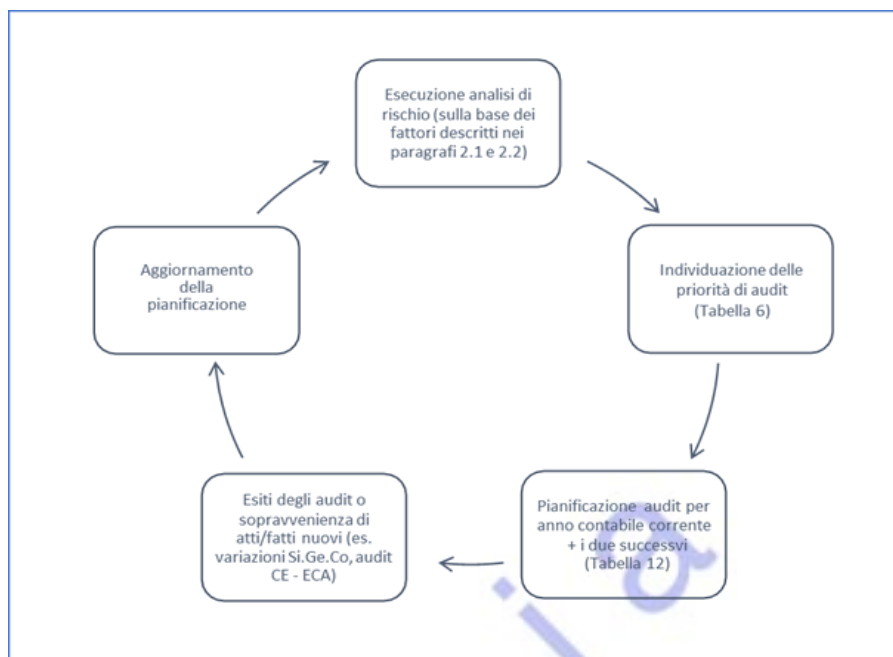 Esecuzione analisi di
rischio (sulla base dei
fattori descritti nei
paragrafi 2.1 e 2.2)
Individuazione delle
priorità di audit
(Tabella 6)
Pianificazione audit per
anno contabile corrente
+ i due successvi
(Tabella 12)
Esiti degli audit o
sopravvenienza di
atti/fatti nuovi (es.
variazioni Si.Ge.Co, audit
CE - ECA)
Aggiornamento
della
pianificazione
i a